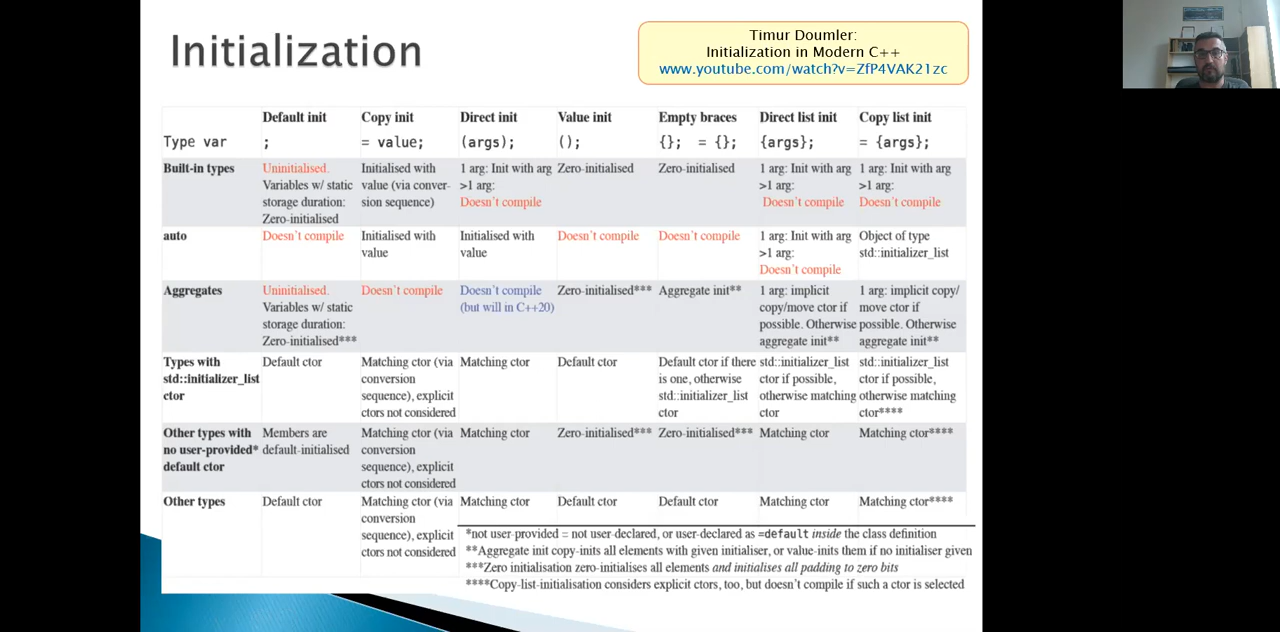 Initialization
Timur Doumler:
Initialization in Modern C++
www.youtube.com/watch?v=ZfP4VAK21zc
Default init Copy init Direct init Value init Empty braces Direct list init Copy list init
Type var ; = value; (args); (); {}; = {}; {args}; = {args};
Built-in types Uninitialised. Initialised with 1 arg: Init with arg Zero-initialised Zero-initialised 1 arg: Init with arg 1 arg: Init with arg
Variables w/ static value (via conver- >1 arg: >1 arg: >1 arg:
storage duration: sion sequence) Doesn't compile Doesn't compile Doesn't compile
Zero-initialised
auto Doesn't compile Initialised with Initialised with Doesn't compile Doesn't compile 1 arg: Init with arg Object of type
value value >1 arg: std::initializer_list
Doesn't compile
Aggregates Uninitialised. Doesn't compile Doesn't compile Zero-initialised*** Aggregate init** 1 arg: implicit 1 arg: implicit copy/
Variables w/ static (but will in C++20) copy/move ctor if move ctor if
storage duration: possible. Otherwise possible. Otherwise
Zero-initialised*** aggregate init** aggregate init**
Types with Default ctor Matching ctor (via Matching ctor Default ctor Default ctor if there std::initializer_list std::initializer_list
std::initializer_list conversion is one, otherwise ctor if possible, ctor if possible,
ctor sequence), explicit std::initializer_list otherwise matching otherwise matching
ctors not considered ctor ctor ctor****
Other types with Members are Matching ctor (via Matching ctor Zero-initialised*** Zero-initialised*** Matching ctor Matching ctor****
no user-provided* default-initialised conversion
default ctor sequence), explicit
ctors not considered
Other types Default ctor Matching ctor (via Matching ctor Default ctor Default ctor Matching ctor Matching ctor****
conversion
sequence), explicit
ctors not considered
*not user-provided = not user-declared, or user-declared as =default inside the class definition
**Aggregate init copy-inits all elements with given initialiser, or value-inits them if no initialiser given
***Zero initialisation zero-initialises all elements and initialises all padding to zero bits
****Copy-list-initialisation considers explicit ctors, too, but doesn't compile if such a ctor is selected